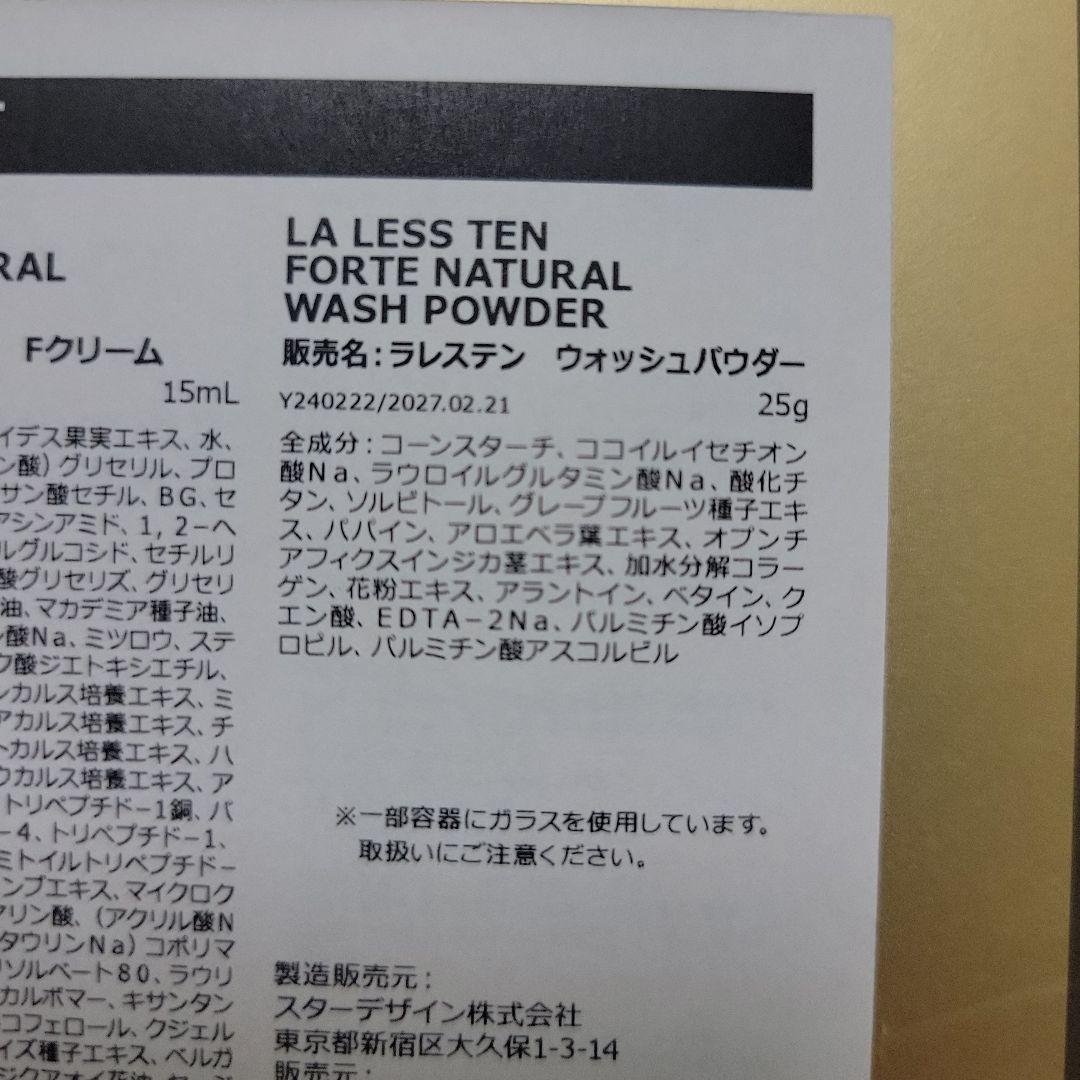 RAL
Fクリーム
15mL
イデス果実エキス、水、
ン酸)グリセリル、プロ
サン酸セチル、BG、セ
アシンアミド、1, 2−ヘ
ルグルコシド、セチルリ
酸グリセリズ、グリセリ
油、マカデミア種子油、
酸Na、ミツロウ、ステ
ク酸ジエトキシエチル、
ンカルス培養エキス、ミ
アカルス培養エキス、チ
トカルス培養エキス、ハ
ウカルス培養エキス、ア
トリペプチド−1銅、パ
−4、トリペプチド−1、
ミトイルトリペプチド−
ンプエキス、マイクロク
アリン酸、(アクリル酸N
タウリンNa)コポリマ
リソルベート80、ラウリ
カルボマー、キサンタン
コフェロール、クジェル
イズ種子エキス、ベルガ
LA LESS TEN
FORTE NATURAL
WASH POWDER
販売名:ラレステン ウォッシュパウダー
Y240222/2027.02.21 25g
全成分:コーンスターチ、ココイルイセチオン
酸Na、ラウロイルグルタミン酸Na、酸化チ
タン、ソルビトール、グレープフルーツ種子エキ
ス、パパイン、アロエベラ葉エキス、オプンチ
アフィクスインジカ茎エキス、加水分解コラー
ゲン、花粉エキス、アラントイン、ベタイン、ク
エン酸、EDTA−2Na、パルミチン酸イソプ
ロピル、パルミチン酸アスコルビル
※一部容器にガラスを使用しています。
取扱いにご注意ください。
製造販売元:
スターデザイン株式会社
東京都新宿区大久保1-3-14
販売元: